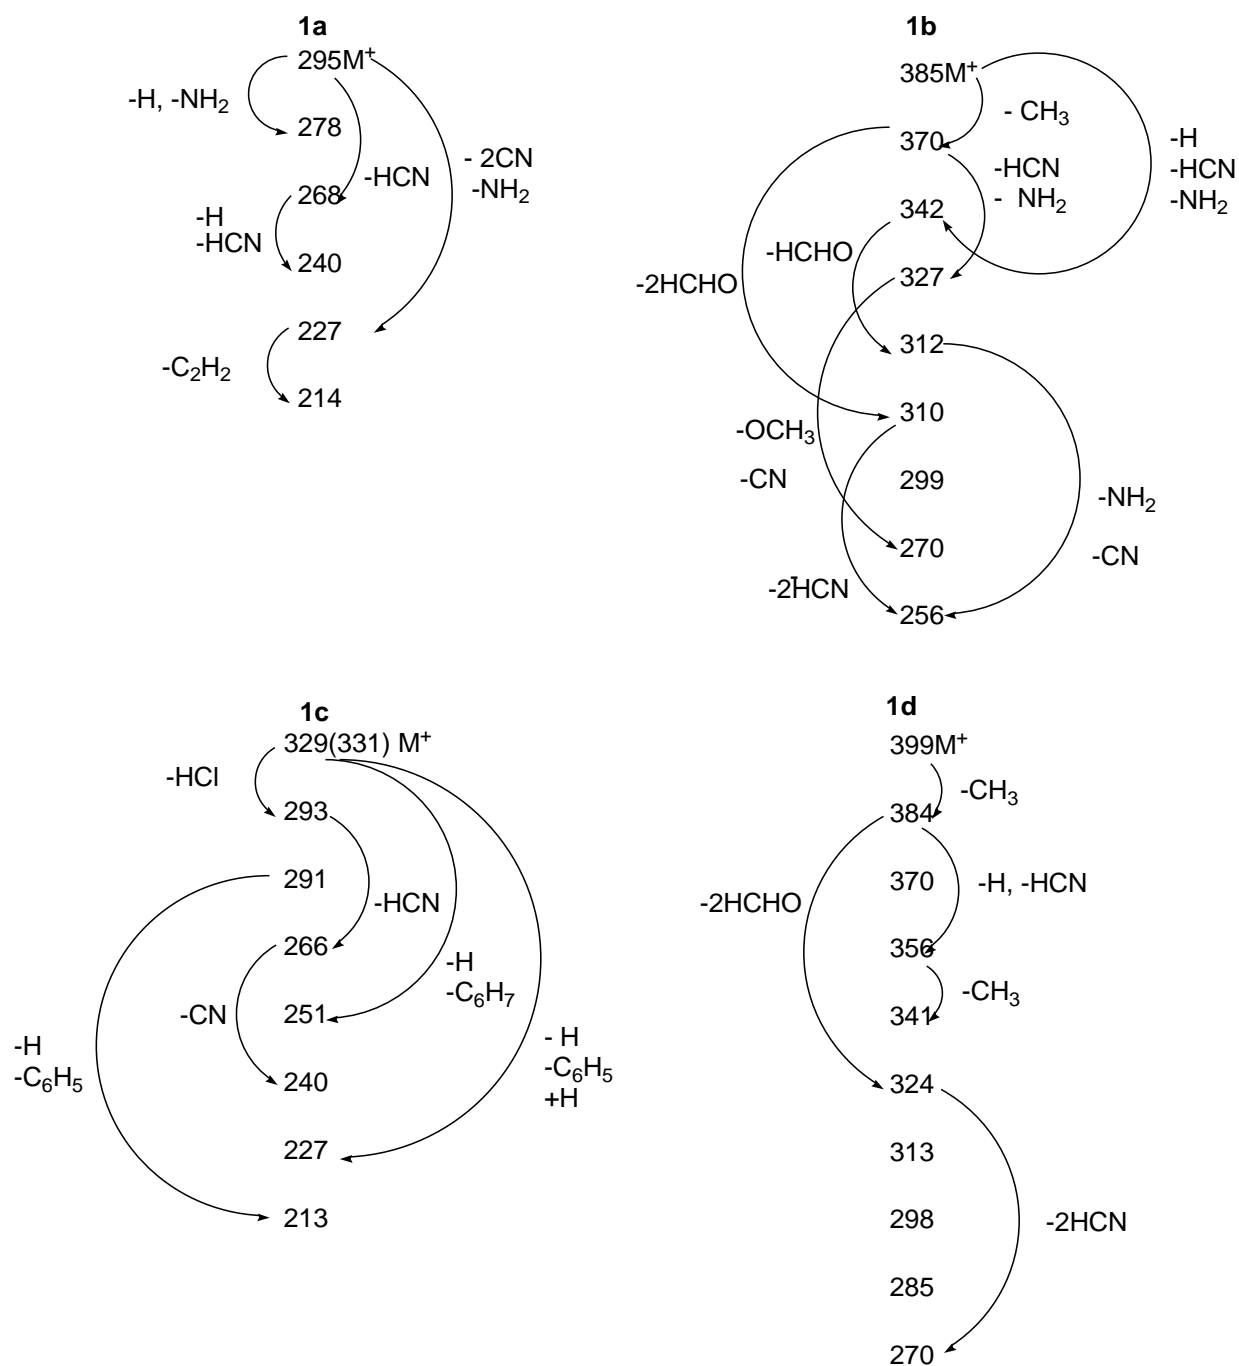 1a
295M+
-H, -NH2
278
- 2CN
-NH2
-HCN
268
-H
-HCN
240
227
-C2H2
214
1b
385M+
- CH3
370
-H
-HCN
-NH2
-HCN
- NH2
342
-HCHO
-2HCHO
327
312
310
-OCH3
-CN
299
-NH2
270
-CN
-2HCN
256
1c
329(331) M+
-HCl
293
291
-HCN
266
-H
-C6H7
-CN
251
-H
-C6H5
- H
-C6H5
+H
240
227
213
1d
399M+
-CH3
384
370
-H, -HCN
-2HCHO
356
-CH3
341
324
313
298
-2HCN
285
270